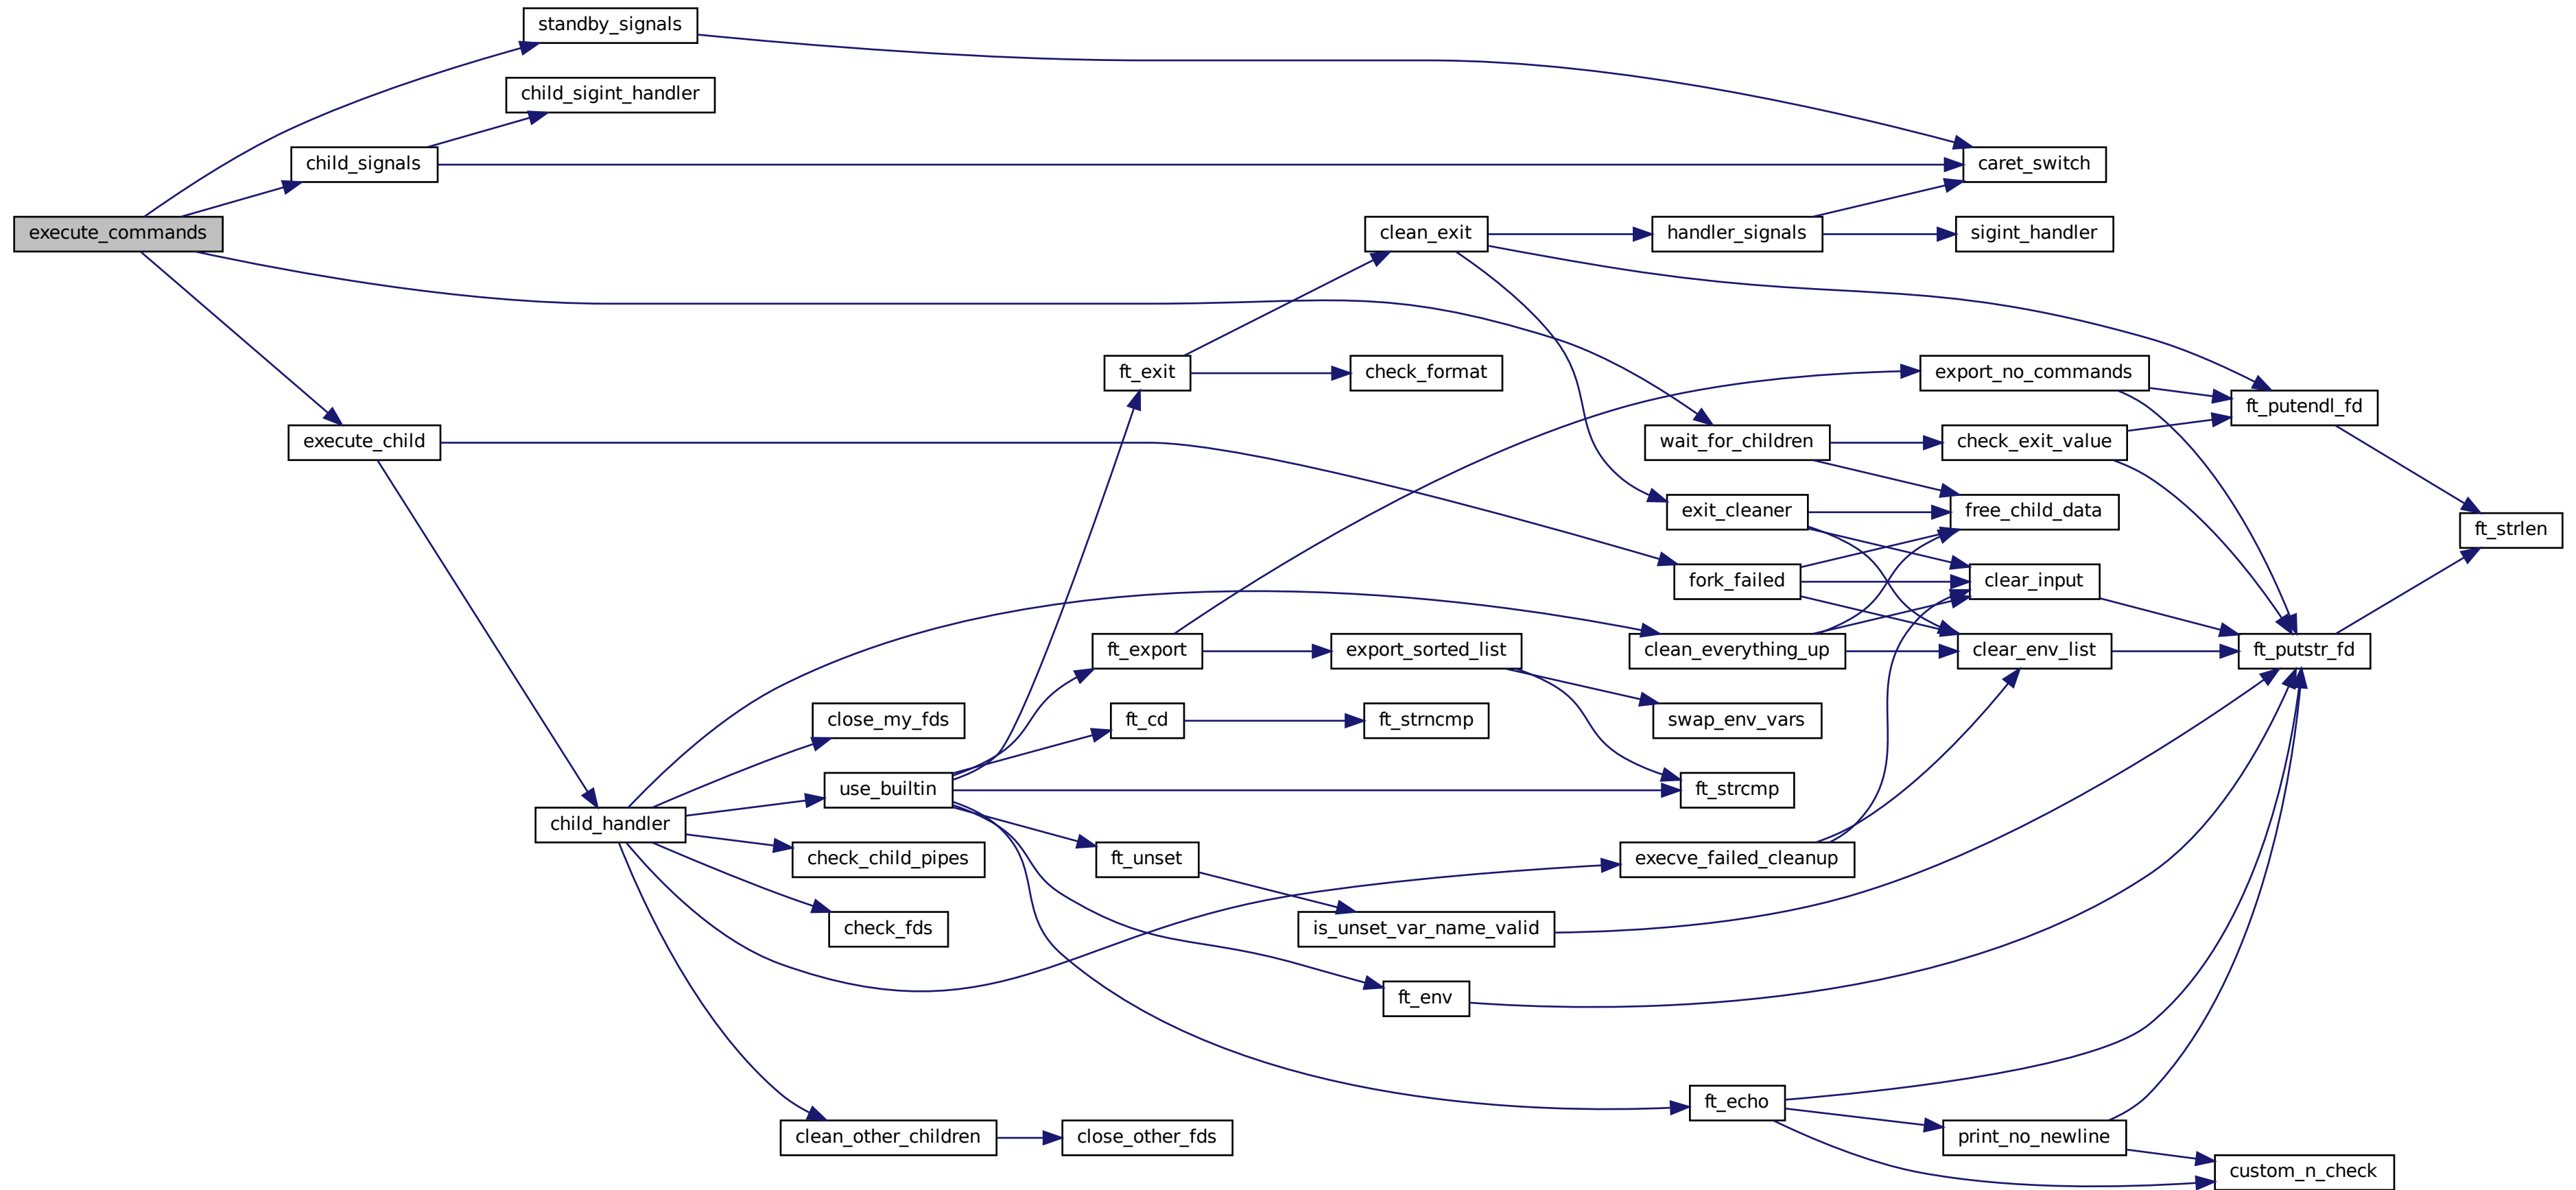 standby_signals
child_sigint_handler
child_signals
caret_switch
execute_commands
clean_exit
handler_signals
sigint_handler
ft_exit
check_format
export_no_commands
ft_putendl_fd
execute_child
wait_for_children
check_exit_value
exit_cleaner
free_child_data
ft_strlen
fork_failed
clear_input
ft_export
export_sorted_list
clean_everything_up
clear_env_list
ft_putstr_fd
close_my_fds
ft_cd
ft_strncmp
swap_env_vars
use_builtin
ft_strcmp
child_handler
check_child_pipes
ft_unset
execve_failed_cleanup
check_fds
is_unset_var_name_valid
ft_env
ft_echo
clean_other_children
close_other_fds
print_no_newline
custom_n_check